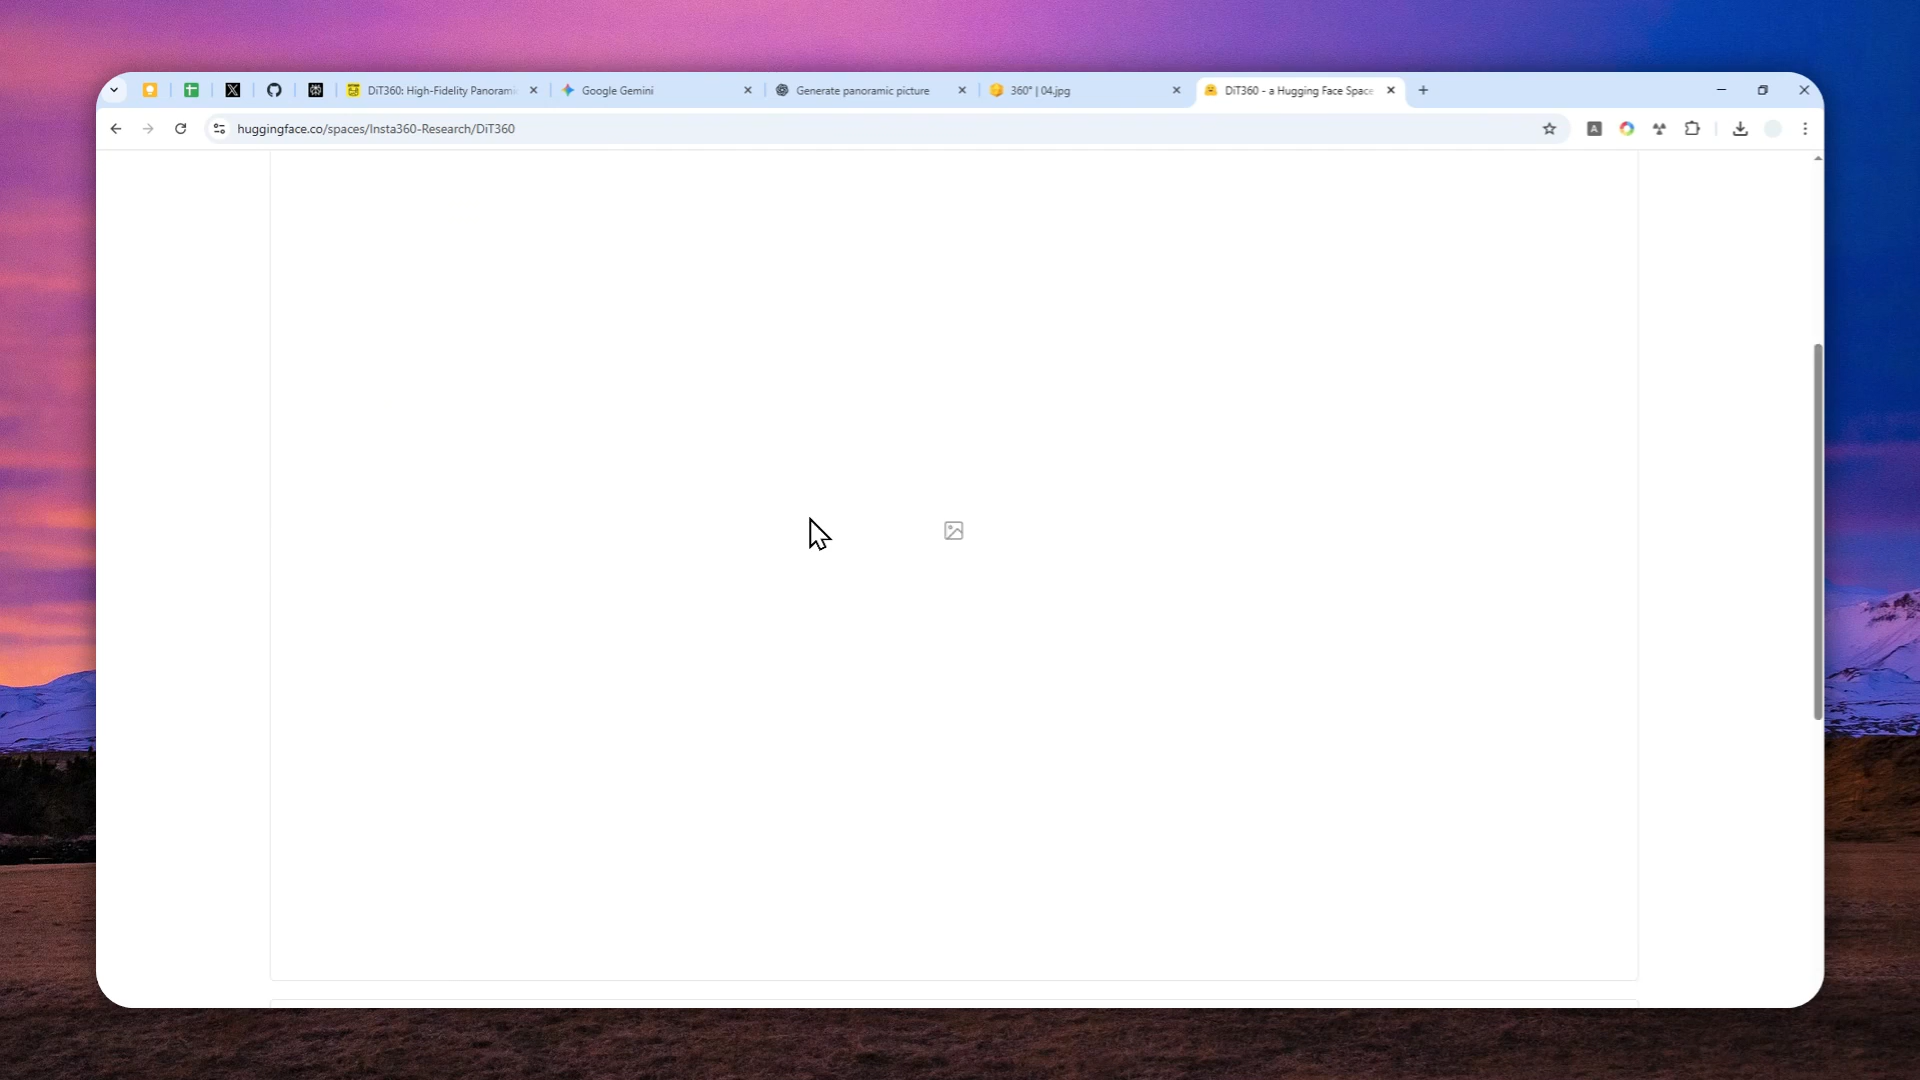 DiT360: High-Fidelity Panorami
Google Gemini
Generate panoramic picture
360° | 04.jpg
DiT360 - a Hugging Face Space
huggingface.co/spaces/Insta360-Research/DiT360
A